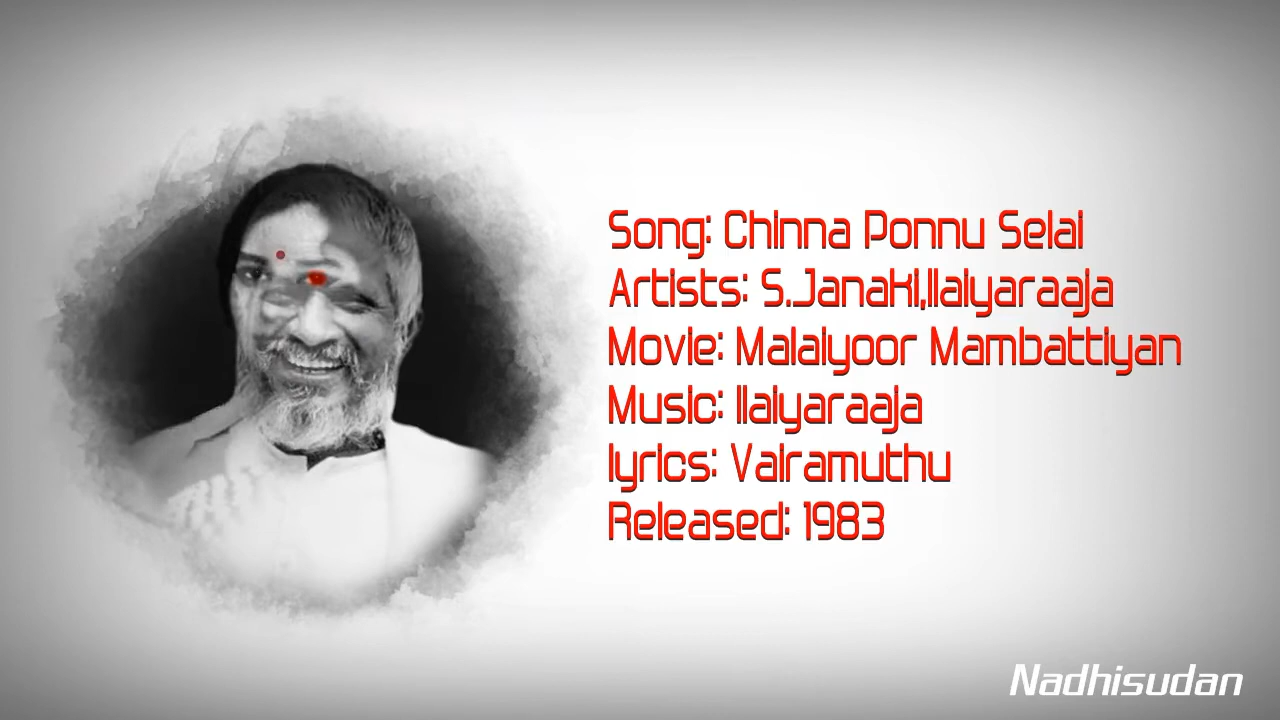 Song: Chinna Ponnu Selai
Artists: S.Janaki,Ilaiyaraaja
Movie: Malaiyoor Mambattiyan
Music: Ilaiyaraaja
lyrics: Vairamuthu
Released: 1983
Nadhisudan